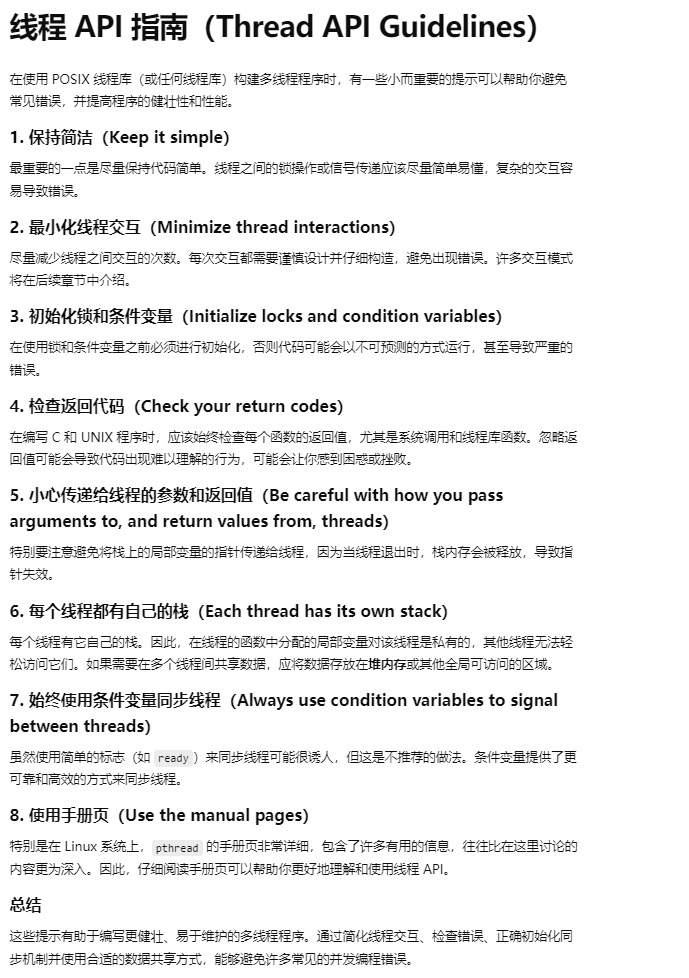 线程 API 指南（Thread API Guidelines）
在使用 POSIX 线程库（或任何线程库）构建多线程程序时，有一些小而重要的提示可以帮助你避免
常见错误，并提高程序的健壮性和性能。
1. 保持简洁（Keep it simple）
最重要的一点是尽量保持代码简单。线程之间的锁操作或信号传递应该尽量简单易懂，复杂的交互容
易导致错误。
2. 最小化线程交互（Minimize thread interactions）
尽量减少线程之间交互的次数。每次交互都需要谨慎设计并仔细构造，避免出现错误。许多交互模式
将在后续章节中介绍。
3. 初始化锁和条件变量（Initialize locks and condition variables）
在使用锁和条件变量之前必须进行初始化，否则代码可能会以不可预测的方式运行，甚至导致严重的
错误。
4. 检查返回代码（Check your return codes）
在编写 C 和 UNIX 程序时，应该始终检查每个函数的返回值，尤其是系统调用和线程库函数。忽略返
回值可能会导致代码出现难以理解的行为，可能会让你感到困惑或挫败。
5. 小心传递给线程的参数和返回值（Be careful with how you pass
arguments to, and return values from, threads）
特别要注意避免将栈上的局部变量的指针传递给线程，因为当线程退出时，栈内存会被释放，导致指
针失效。
6. 每个线程都有自己的栈（Each thread has its own stack）
每个线程有它自己的栈。因此，在线程的函数中分配的局部变量对该线程是私有的，其他线程无法轻
松访问它们。如果需要在多个线程间共享数据，应将数据存放在堆内存或其他全局可访问的区域。
7. 始终使用条件变量同步线程（Always use condition variables to signal
between threads）
虽然使用简单的标志（如 ready ）来同步线程可能很诱人，但这是不推荐的做法。条件变量提供了更
可靠和高效的方式来同步线程。
8. 使用手册页（Use the manual pages）
特别是在 Linux 系统上， pthread 的手册页非常详细，包含了许多有用的信息，往往比在这里讨论的
内容更为深入。因此，仔细阅读手册页可以帮助你更好地理解和使用线程 API。
总结
这些提示有助于编写更健壮、易于维护的多线程程序。通过简化线程交互、检查错误、正确初始化同
步机制并使用合适的数据共享方式，能够避免许多常见的并发编程错误。